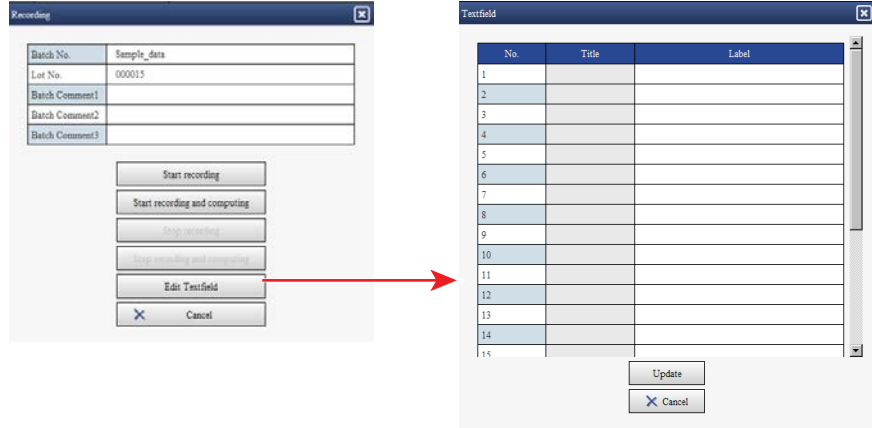 Recording
Batch No. Sample_data
Lot No. 000015
Batch Comment1
Batch Comment2
Batch Comment3
Start recording
Start recording and computing
Stop recording
Stop recording and computing
Edit Textfield
Cancel
Textfield
No. Title Label
1
2
3
4
5
6
7
8
9
10
11
12
13
14
15
Update
Cancel